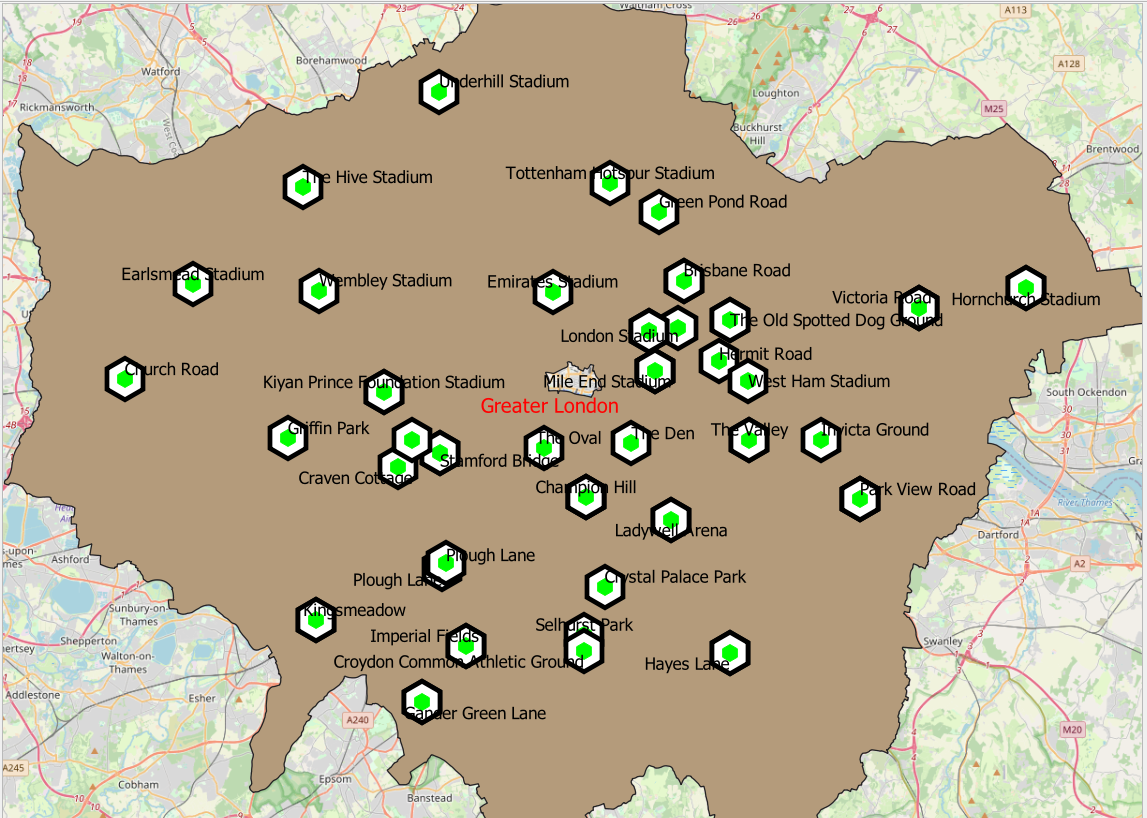 Waltham Cross
A113
Borehamwood
Watford
A128
Underhill Stadium
Loughton
Rickmansworth
M25
Buckhurst
Hill
Brentwood
Tottenham Hotspur Stadium
The Hive Stadium
Green Pond Road
Earlsmead Stadium
Wembley Stadium
Emirates Stadium
Brisbane Road
Victoria Road
Hornchurch Stadium
The Old Spotted Dog Ground
London Stadium
Hermit Road
Church Road
Kiyan Prince Foundation Stadium
Mile End Stadium
West Ham Stadium
South Ockendon
Greater London
Griffin Park
The Oval
The Den
The Valley
Invicta Ground
Stamford Bridge
Craven Cottage
Champion Hill
Park View Road
River Thames
1A
Ladywell Arena
Dartford
Ashford
Plough Lane
A2
Plough Lane
Crystal Palace Park
Sunbury-on-
Thames
Kingsmeadow
Selhurst Park
Imperial Fields
Shepperton
Walton-on-
Thames
Croydon Common Athletic Ground
Hayes Lane
Swanley
Addlestone
Esher
Gander Green Lane
A240
M20
A245
Epsom
Cobham
Banstead